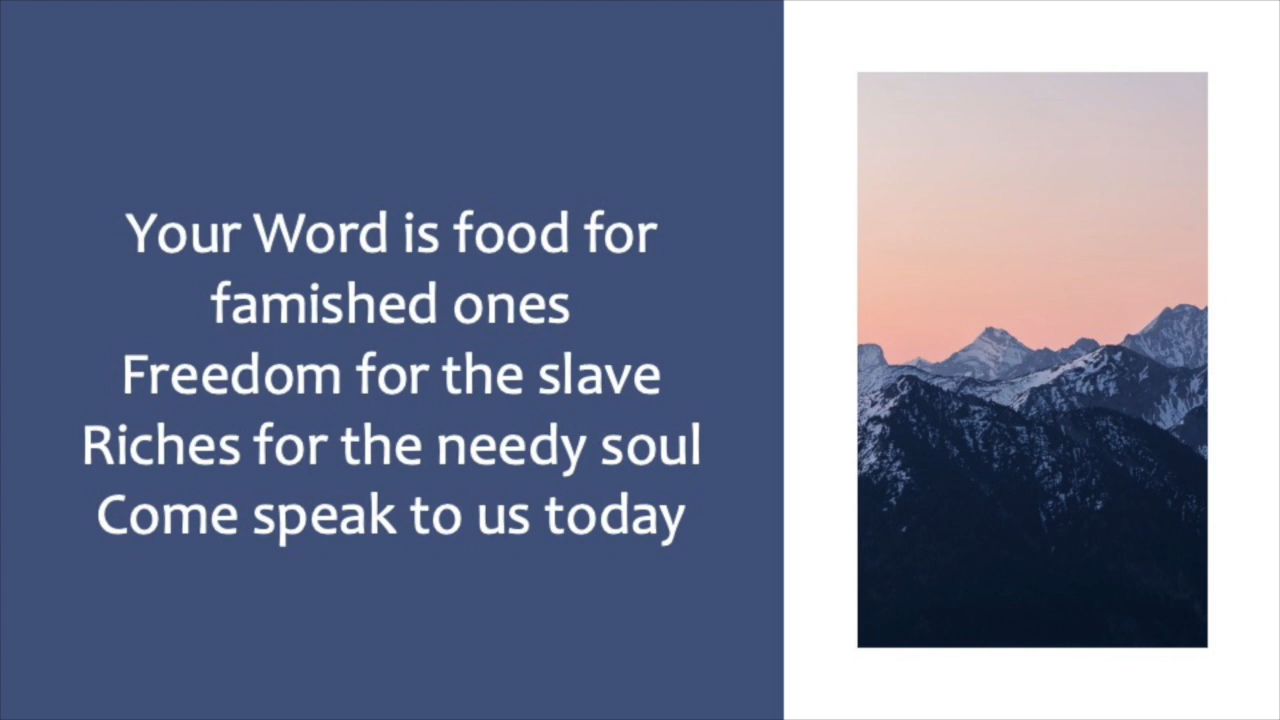 Your Word is food for
famished ones
Freedom for the slave
Riches for the needy soul
Come speak to us today